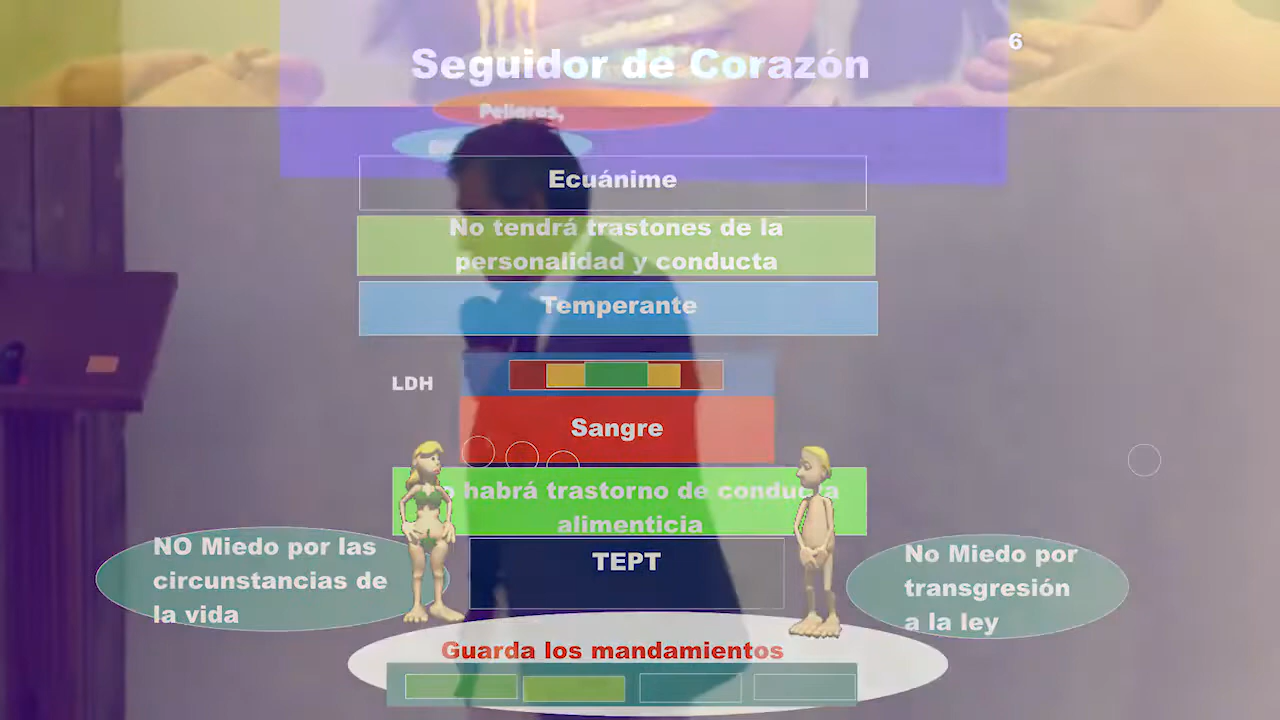 6
Seguidor de Corazón
Peligros,
Ecuánime
No tendrá trastones de la
personalidad y conducta
Temperante
LDH
Sangre
habrá trastorno de conducta
alimenticia
NO Miedo por las
circunstancias de
la vida
TEPT
No Miedo por
transgresión
a la ley
Guarda los mandamientos